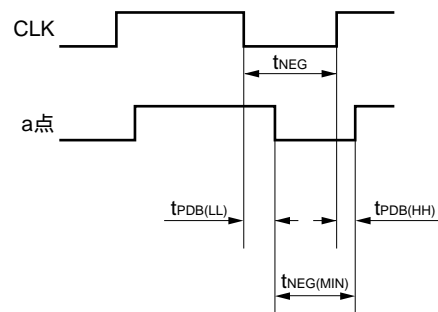 CLK
tNEG
a点
tPDB(LL)
tPDB(HH)
tNEG(MIN)